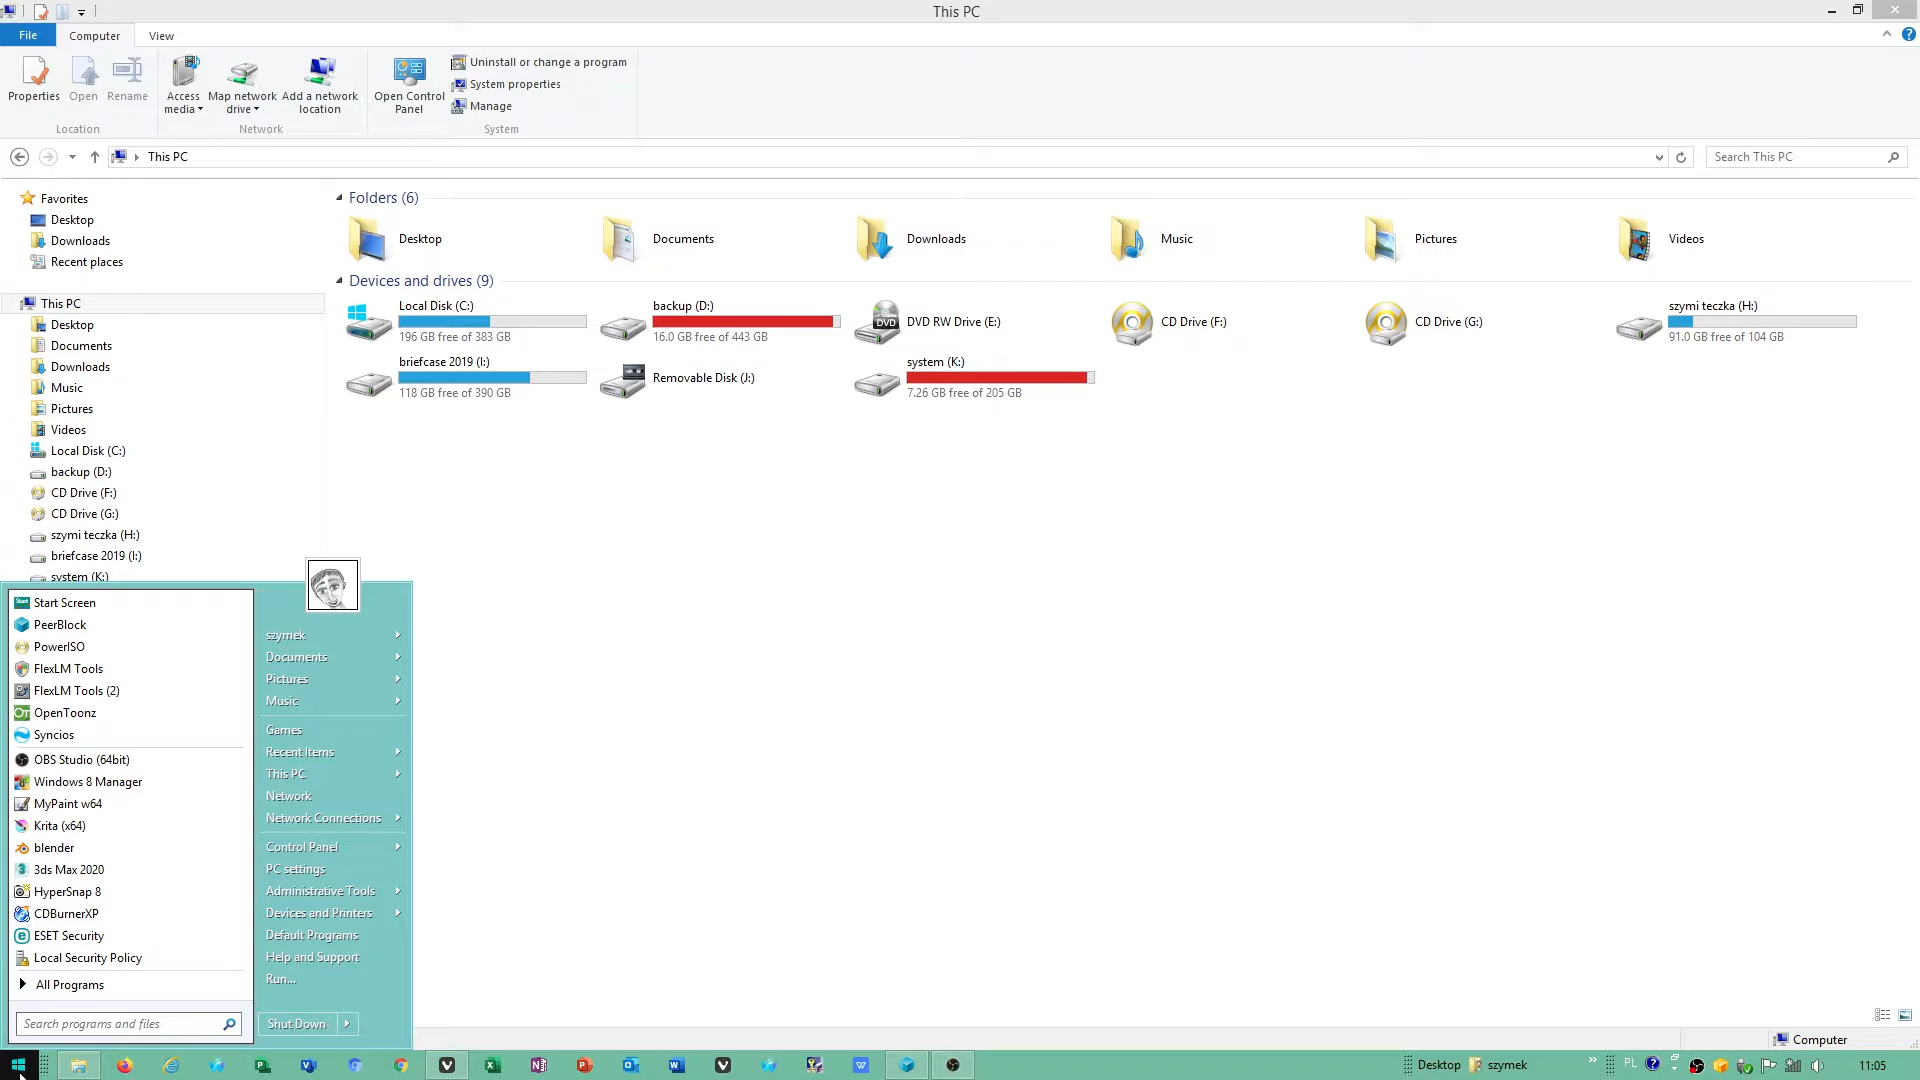 This PC
File
Computer
View
Properties
Open
Rename
Access media
Map network drive
Add a network location
Open Control Panel
Uninstall or change a program
System properties
Manage
Location
Network
System
This PC
Search This PC
Favorites
Desktop
Downloads
Recent places
This PC
Desktop
Documents
Downloads
Music
Pictures
Videos
Local Disk (C:)
backup (D:)
CD Drive (F:)
CD Drive (G:)
szymi teczka (H:)
briefcase 2019 (I:)
system (K:)
Folders (6)
Desktop
Documents
Downloads
Music
Pictures
Videos
Devices and drives (9)
Local Disk (C:)
196 GB free of 383 GB
backup (D:)
16.0 GB free of 443 GB
DVD
DVD RW Drive (E:)
CD Drive (F:)
CD Drive (G:)
szymi teczka (H:)
91.0 GB free of 104 GB
briefcase 2019 (I:)
118 GB free of 390 GB
Removable Disk (J:)
system (K:)
7.26 GB free of 205 GB
Start Screen
PeerBlock
PowerISO
FlexLM Tools
FlexLM Tools (2)
OpenToonz
Syncios
OBS Studio (64bit)
Windows 8 Manager
MyPaint w64
Krita (x64)
blender
3ds Max 2020
HyperSnap 8
CDBurnerXP
ESET Security
Local Security Policy
All Programs
Search programs and files
szymek
Documents
Pictures
Music
Games
Recent Items
This PC
Network
Network Connections
Control Panel
PC settings
Administrative Tools
Devices and Printers
Default Programs
Help and Support
Run...
Shut Down
Computer
Desktop
szymek
PL
11:05